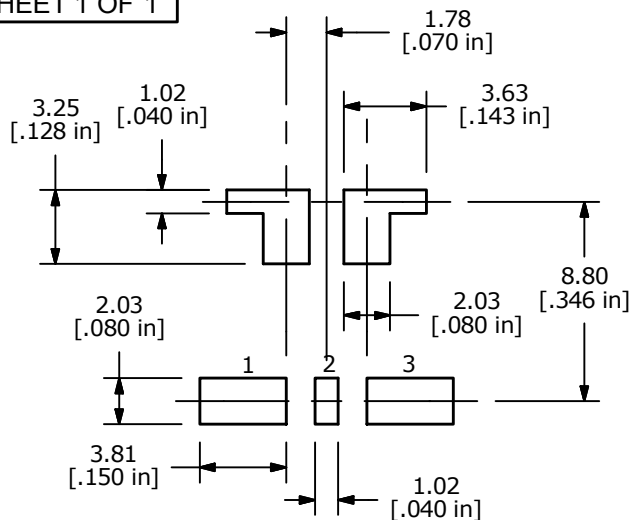 SHEET 1 OF 1
1.78
[.070 in]
3.25
[.128 in]
1.02
[.040 in]
3.63
[.143 in]
8.80
[.346 in]
2.03
[.080 in]
2.03
[.080 in]
1
2
3
3.81
[.150 in]
1.02
[.040 in]